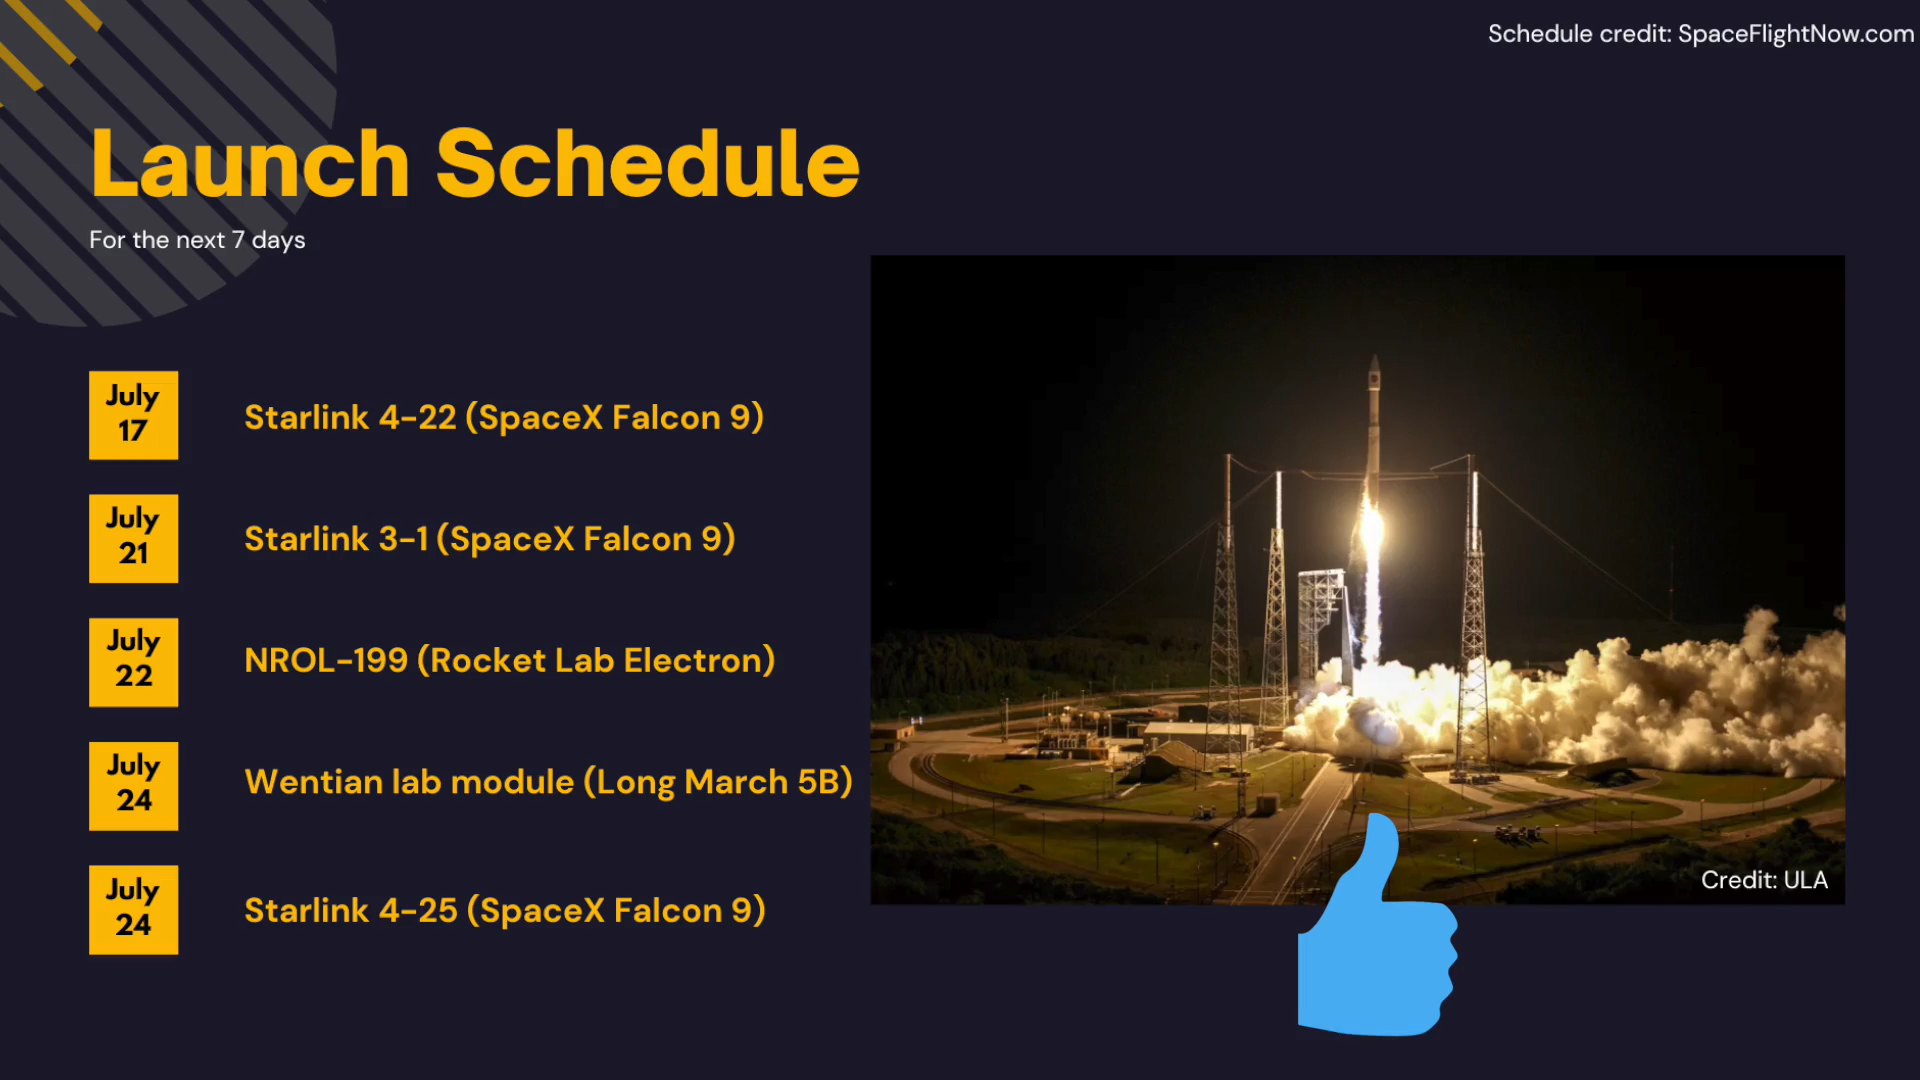 Schedule credit: SpaceFlightNow.com
Launch Schedule
For the next 7 days
July
17
Starlink 4-22 (SpaceX Falcon 9)
July
21
Starlink 3-1 (SpaceX Falcon 9)
July
22
NROL-199 (Rocket Lab Electron)
July
24
Wentian lab module (Long March 5B)
July
24
Starlink 4-25 (SpaceX Falcon 9)
Credit: ULA